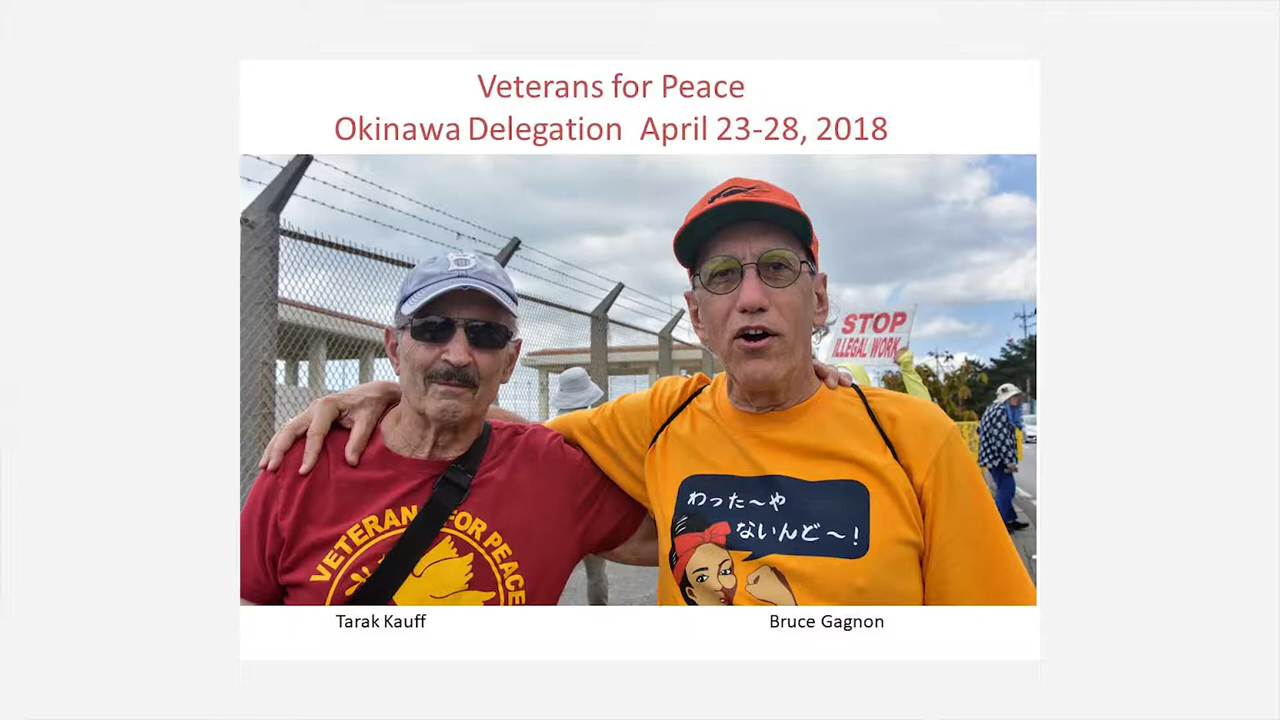 Veterans for Peace
Okinawa Delegation April 23-28, 2018
STOP
ILLEGAL WORK
B
わった～や
ないんど～!
VETERANS FOR PEACE
Tarak Kauff
Bruce Gagnon